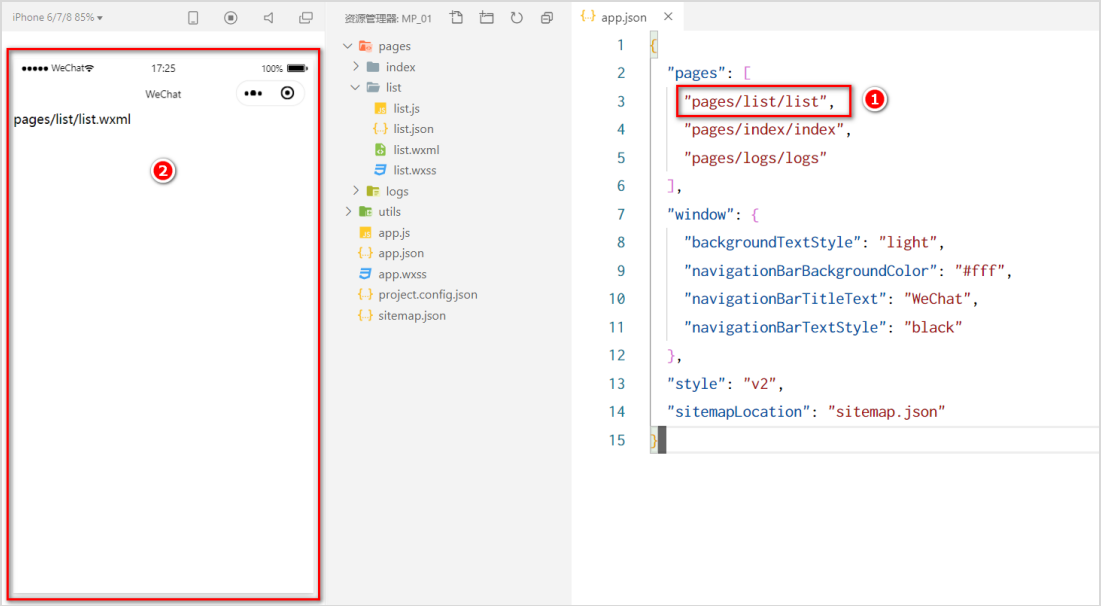 iPhone 6/7/8 85%
WeChat
17:25
100%
WeChat
pages/list/list.wxml
2
资源管理器: MP_01
pages
index
list
list.js
list.json
list.wxml
list.wxss
logs
utils
app.js
app.json
app.wxss
project.config.json
sitemap.json
app.json
1 {
2 "pages": [
3 "pages/list/list",
1
4 "pages/index/index",
5 "pages/logs/logs"
6 ],
7 "window": {
8 "backgroundTextStyle": "light",
9 "navigationBarBackgroundColor": "#fff",
10 "navigationBarTitleText": "WeChat",
11 "navigationBarTextStyle": "black"
12 },
13 "style": "v2",
14 "sitemapLocation": "sitemap.json"
15 }